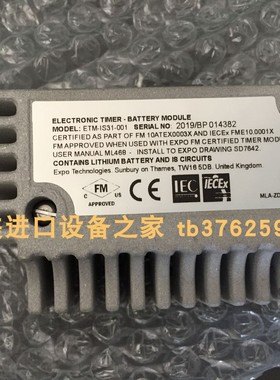 ELECTRONIC TIMER - BATTERY MODULE
MODEL: ETM-IS31-001 SERIAL NO: 2019/BP 014382
CERTIFIED AS PART OF FM 10ATEX0003X AND IECEx FME10.0001X
FM APPROVED WHEN USED WITH EXPO FM CERTIFIED TIMER MOD
USER MANUAL ML468 - INSTALL TO EXPO DRAWING SD7642
CONTAINS LITHIUM BATTERY AND IS CIRCUITS
Expo Technologies. Sunbury on Thames, TW16 5DB. United Kingdom.
FM
C US
APPROVED
IEC IECEx
MLA-ZD
进口设备之家 tb376259